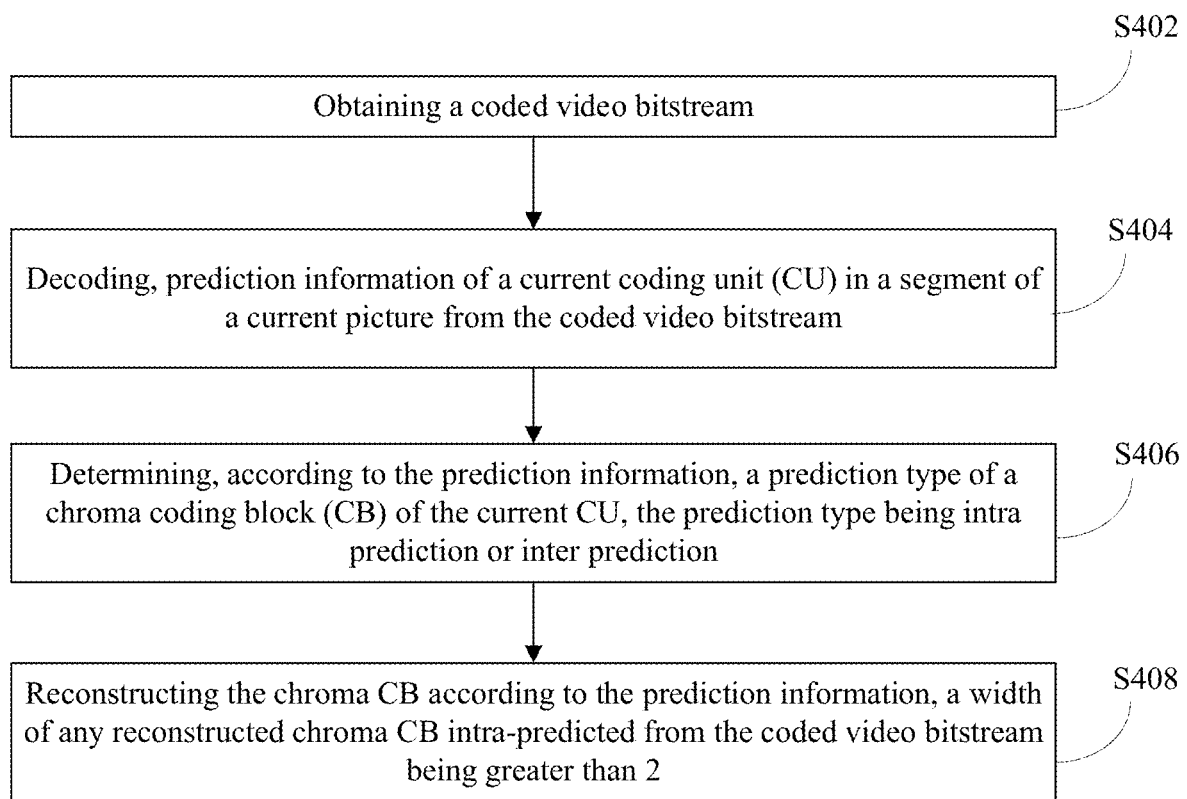 S402
Obtaining a coded video bitstream
S404
Decoding, prediction information of a current coding unit (CU) in a segment of
a current picture from the coded video bitstream
S406
Determining, according to the prediction information, a prediction type of a
chroma coding block (CB) of the current CU, the prediction type being intra
prediction or inter prediction
S408
Reconstructing the chroma CB according to the prediction information, a width
of any reconstructed chroma CB intra-predicted from the coded video bitstream
being greater than 2